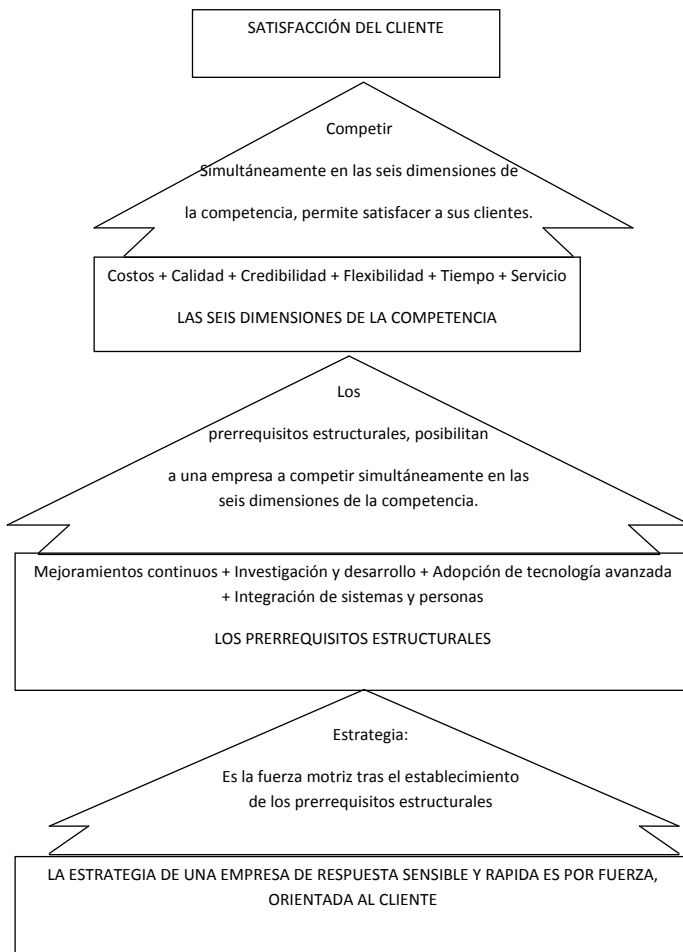 SATISFACCIÓN DEL CLIENTE
Competir
Simultáneamente en las seis dimensiones de
la competencia, permite satisfacer a sus clientes.
Costos + Calidad + Credibilidad + Flexibilidad + Tiempo + Servicio
LAS SEIS DIMENSIONES DE LA COMPETENCIA
Los
prerrequisitos estructurales, posibilitan
a una empresa a competir simultáneamente en las
seis dimensiones de la competencia.
Mejoramientos continuos + Investigación y desarrollo + Adopción de tecnología avanzada
+ Integración de sistemas y personas
LOS PRERREQUISITOS ESTRUCTURALES
Estrategia:
Es la fuerza motriz tras el establecimiento
de los prerrequisitos estructurales
LA ESTRATEGIA DE UNA EMPRESA DE RESPUESTA SENSIBLE Y RAPIDA ES POR FUERZA,
ORIENTADA AL CLIENTE